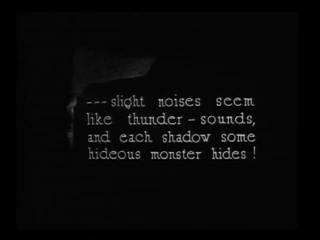 ---slight noises seem
like thunder-sounds,
and each shadow some
hideous monster hides!